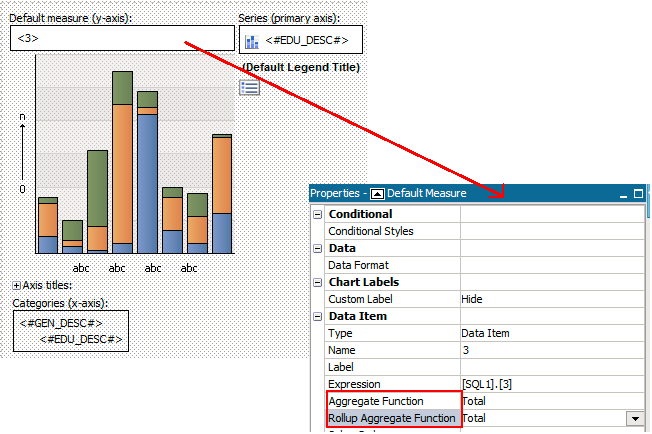 Default measure (y-axis):
<3>
Series (primary axis):
<#EDU_DESC#>
(Default Legend Title)
n
0
abc abc abc abc
Axis titles:
Categories (x-axis):
<#GEN_DESC#>
<#EDU_DESC#>
Properties - Default Measure
Conditional
Conditional Styles
Data
Data Format
Chart Labels
Custom Label Hide
Data Item
Type Data Item
Name 3
Label
Expression [SQL1].[3]
Aggregate Function Total
Rollup Aggregate Function Total